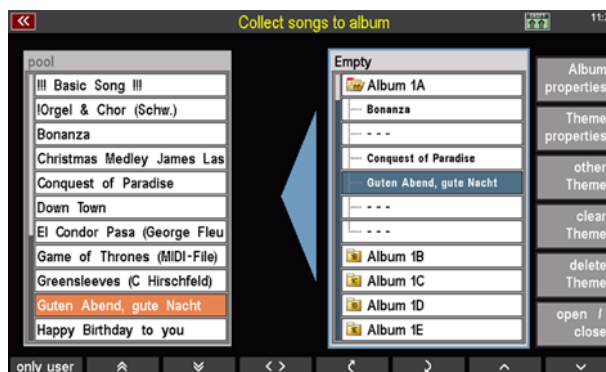 Collect songs to album
11:
pool
!!! Basic Song !!!
!Orgel & Chor (Schw.)
Bonanza
Christmas Medley James Las
Conquest of Paradise
Down Town
El Condor Pasa (George Fleu
Game of Thrones (MIDI-File)
Greensleeves (C Hirschfeld)
Guten Abend, gute Nacht
Happy Birthday to you
Empty
Album 1A
Bonanza
- - -
Conquest of Paradise
Guten Abend, gute Nacht
- - -
- - -
Album 1B
Album 1C
Album 1D
Album 1E
Album
properties
Theme
properties
other
Theme
clear
Theme
delete
Theme
open /
close
only user